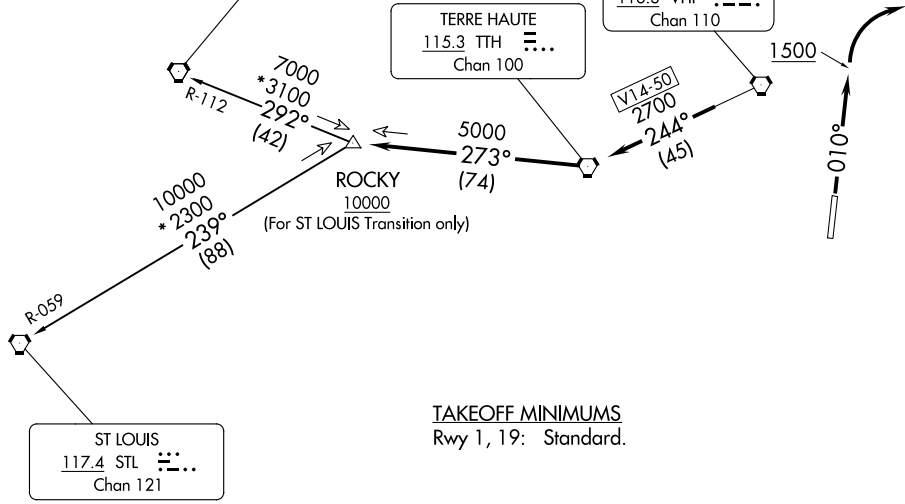 TERRE HAUTE
115.3 TTH
Chan 100
Chan 110
1500
7000
*3100
292°
(42)
R-112
V14-50
2700
244°
(45)
5000
273°
(74)
010°
ROCKY
10000
(For ST LOUIS Transition only)
10000
*2300
239°
(88)
R-059
ST LOUIS
117.4 STL
Chan 121
TAKEOFF MINIMUMS
Rwy 1, 19: Standard.